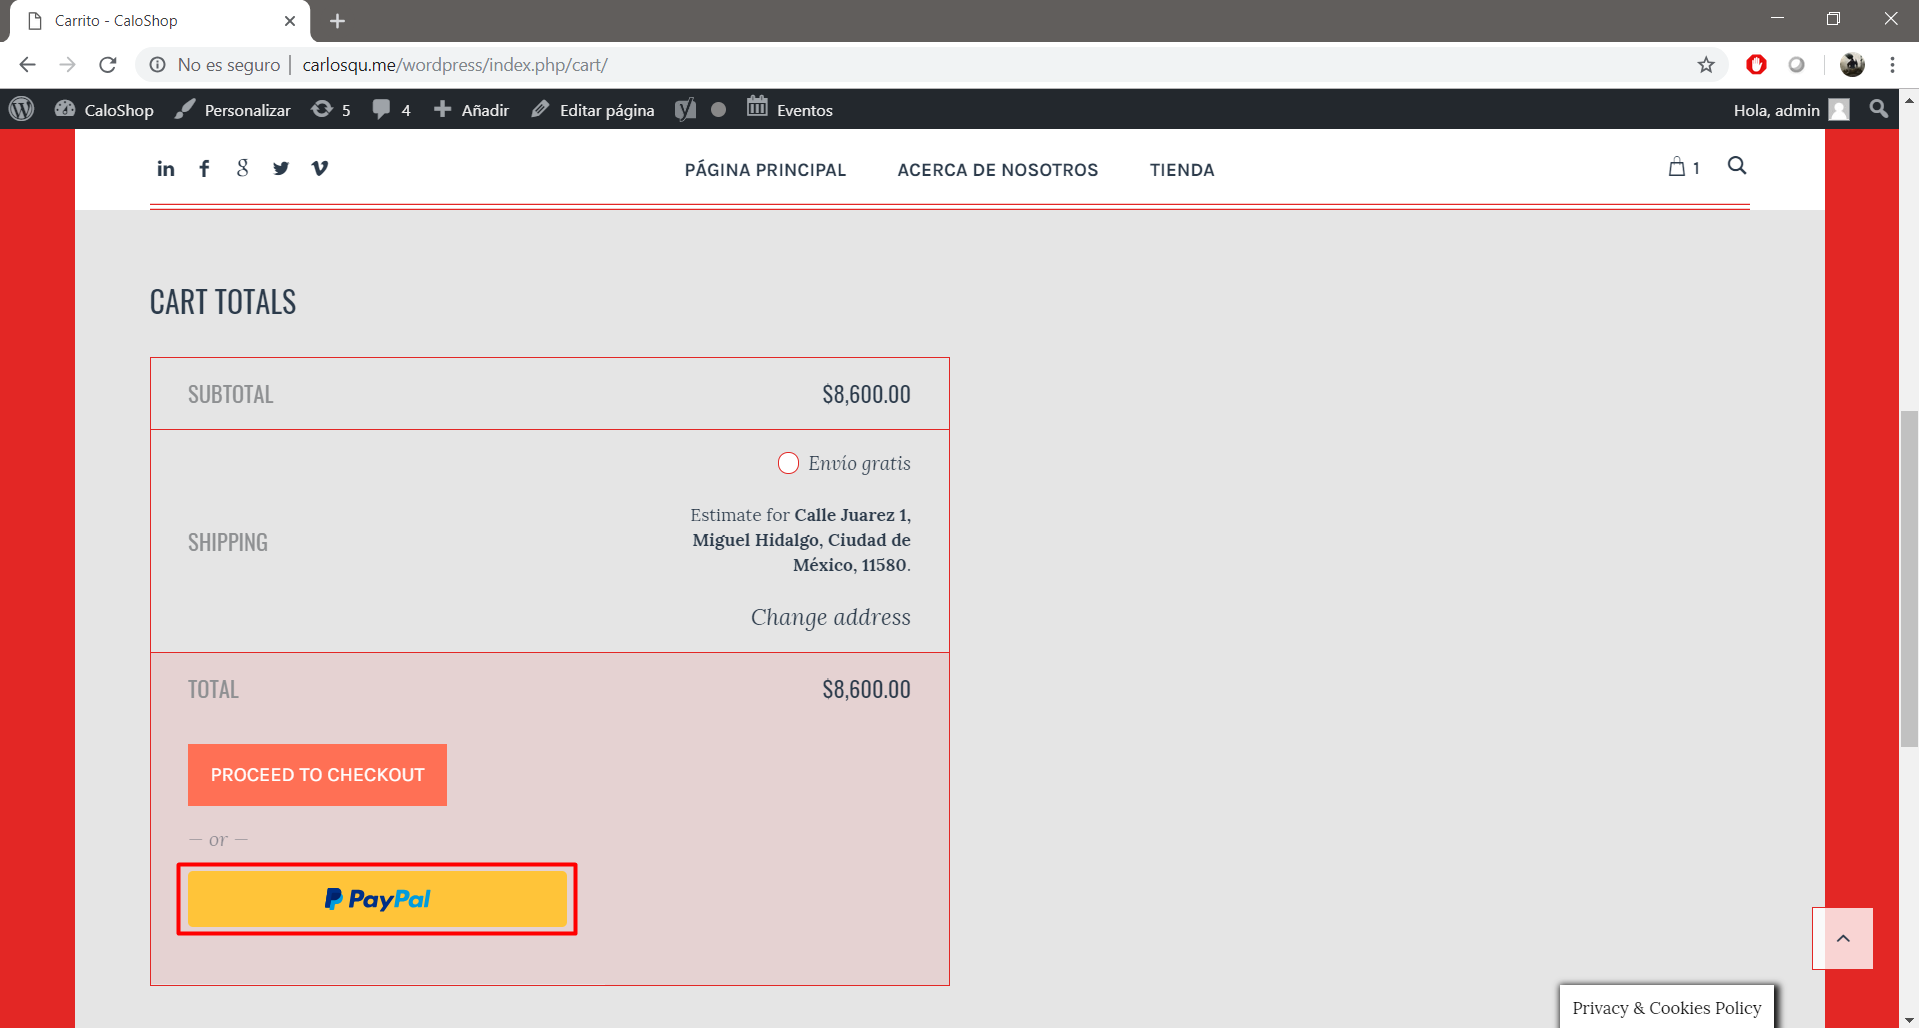 Carrito - CaloShop
No es seguro | carlosqu.me/wordpress/index.php/cart/
CaloShop Personalizar 5 4 Añadir Editar página Eventos Hola, admin
PÁGINA PRINCIPAL ACERCA DE NOSOTROS TIENDA 1
CART TOTALS
SUBTOTAL $8,600.00
Envío gratis
Estimate for Calle Juarez 1,
Miguel Hidalgo, Ciudad de
México, 11580.
SHIPPING
Change address
TOTAL $8,600.00
PROCEED TO CHECKOUT
— or —
PayPal
Privacy & Cookies Policy